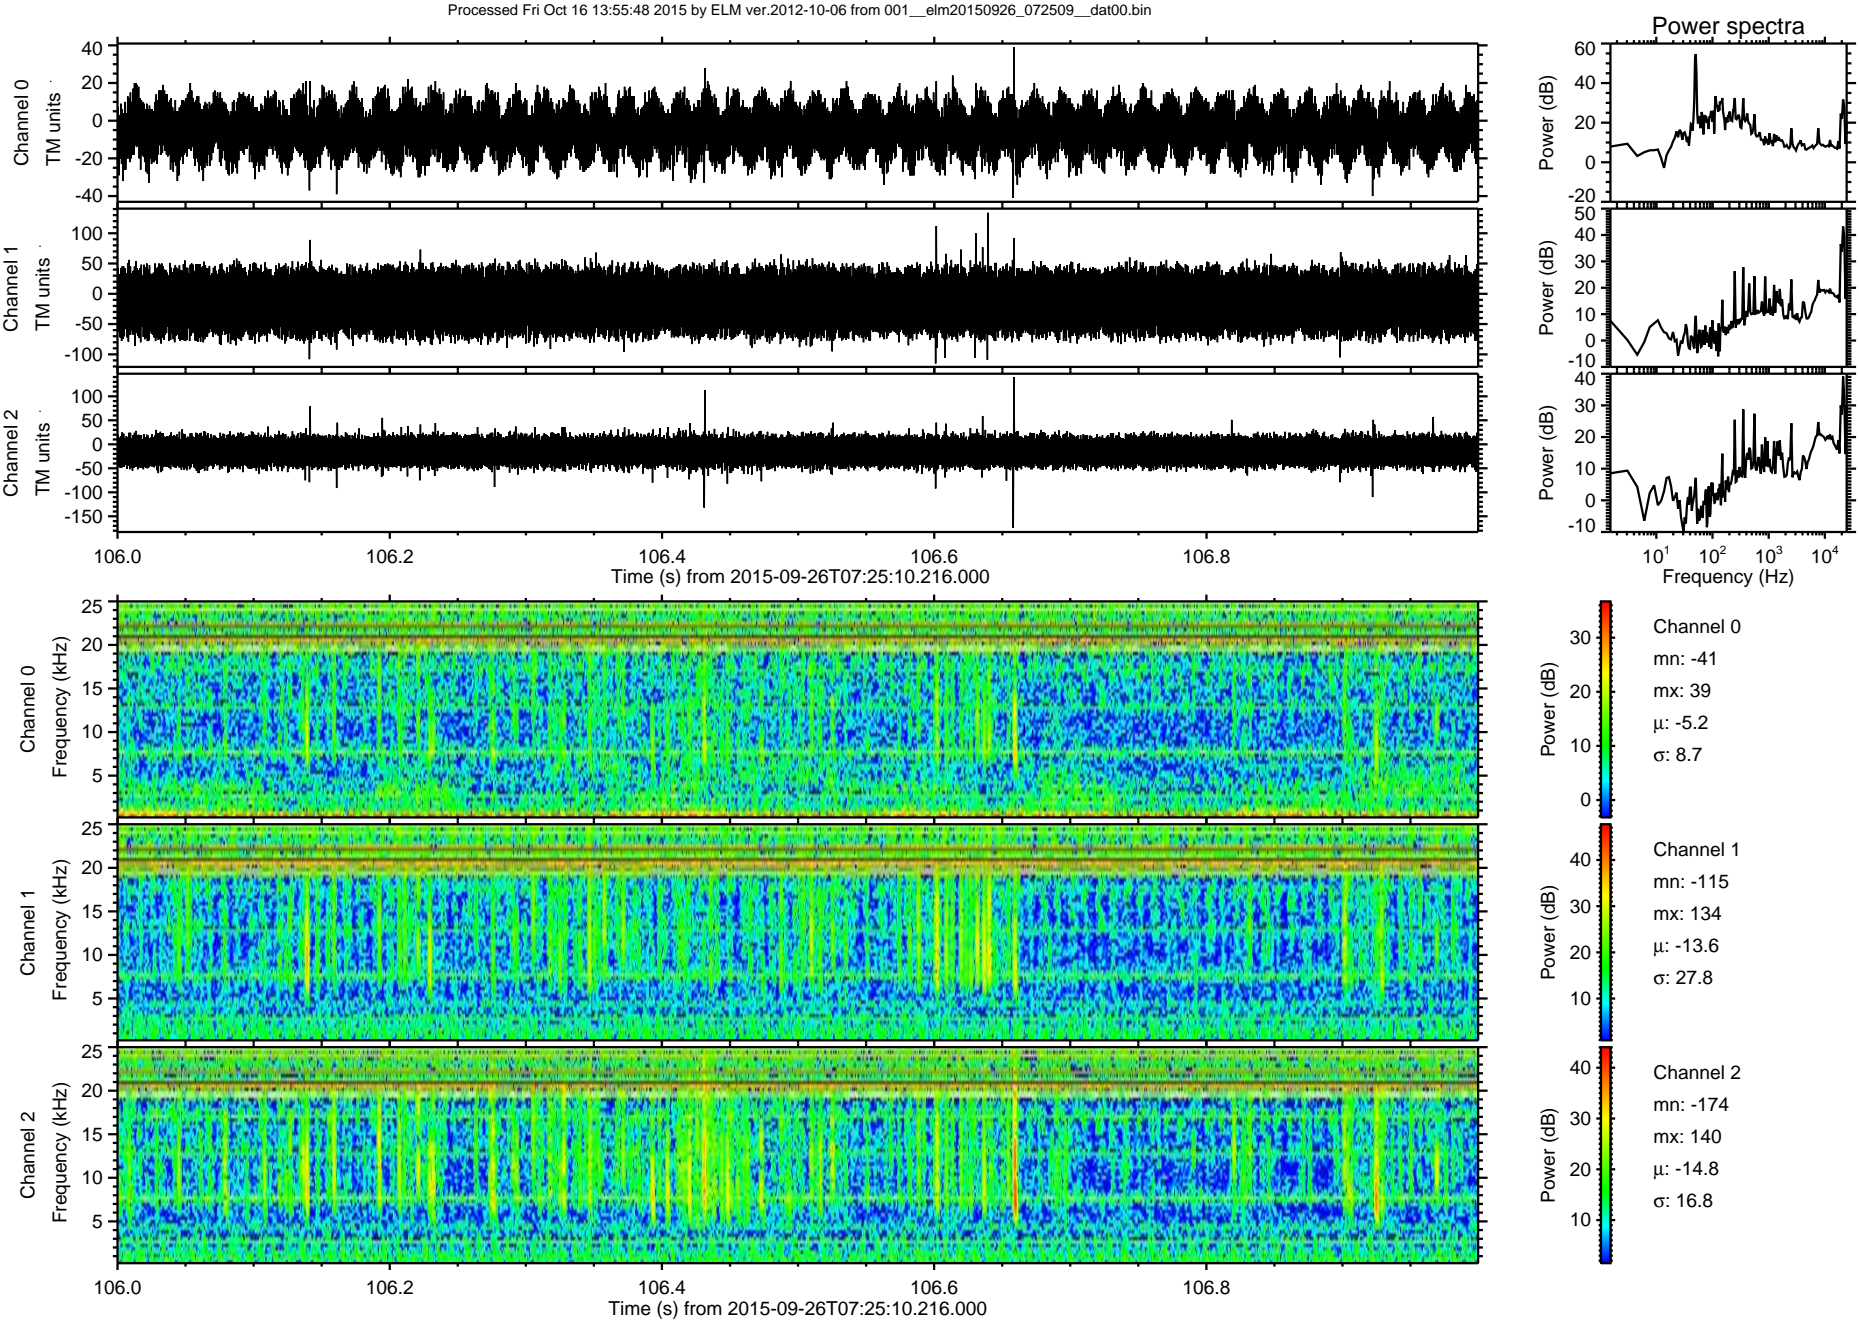 Processed Fri Oct 16 13:55:48 2015 by ELM ver.2012-10-06 from 001__elm20150926_072509__dat00.bin
Power spectra
Channel 0
TM units
40
20
0
-20
-40
Power (dB)
60
40
20
0
-20
Channel 1
TM units
100
50
0
-50
-100
Power (dB)
50
40
30
20
10
0
-10
Channel 2
TM units
100
50
0
-50
-100
-150
Power (dB)
40
30
20
10
0
-10
106.0 106.2 106.4 106.6 106.8
Time (s) from 2015-09-26T07:25:10.216.000
10^1 10^2 10^3 10^4
Frequency (Hz)
Channel 0
Frequency (kHz)
25
20
15
10
5
Power (dB)
30
20
10
0
Channel 0
mn: -41
mx: 39
μ: -5.2
σ: 8.7
Channel 1
Frequency (kHz)
25
20
15
10
5
Power (dB)
40
30
20
10
Channel 1
mn: -115
mx: 134
μ: -13.6
σ: 27.8
Channel 2
Frequency (kHz)
25
20
15
10
5
Power (dB)
40
30
20
10
Channel 2
mn: -174
mx: 140
μ: -14.8
σ: 16.8
106.0 106.2 106.4 106.6 106.8
Time (s) from 2015-09-26T07:25:10.216.000